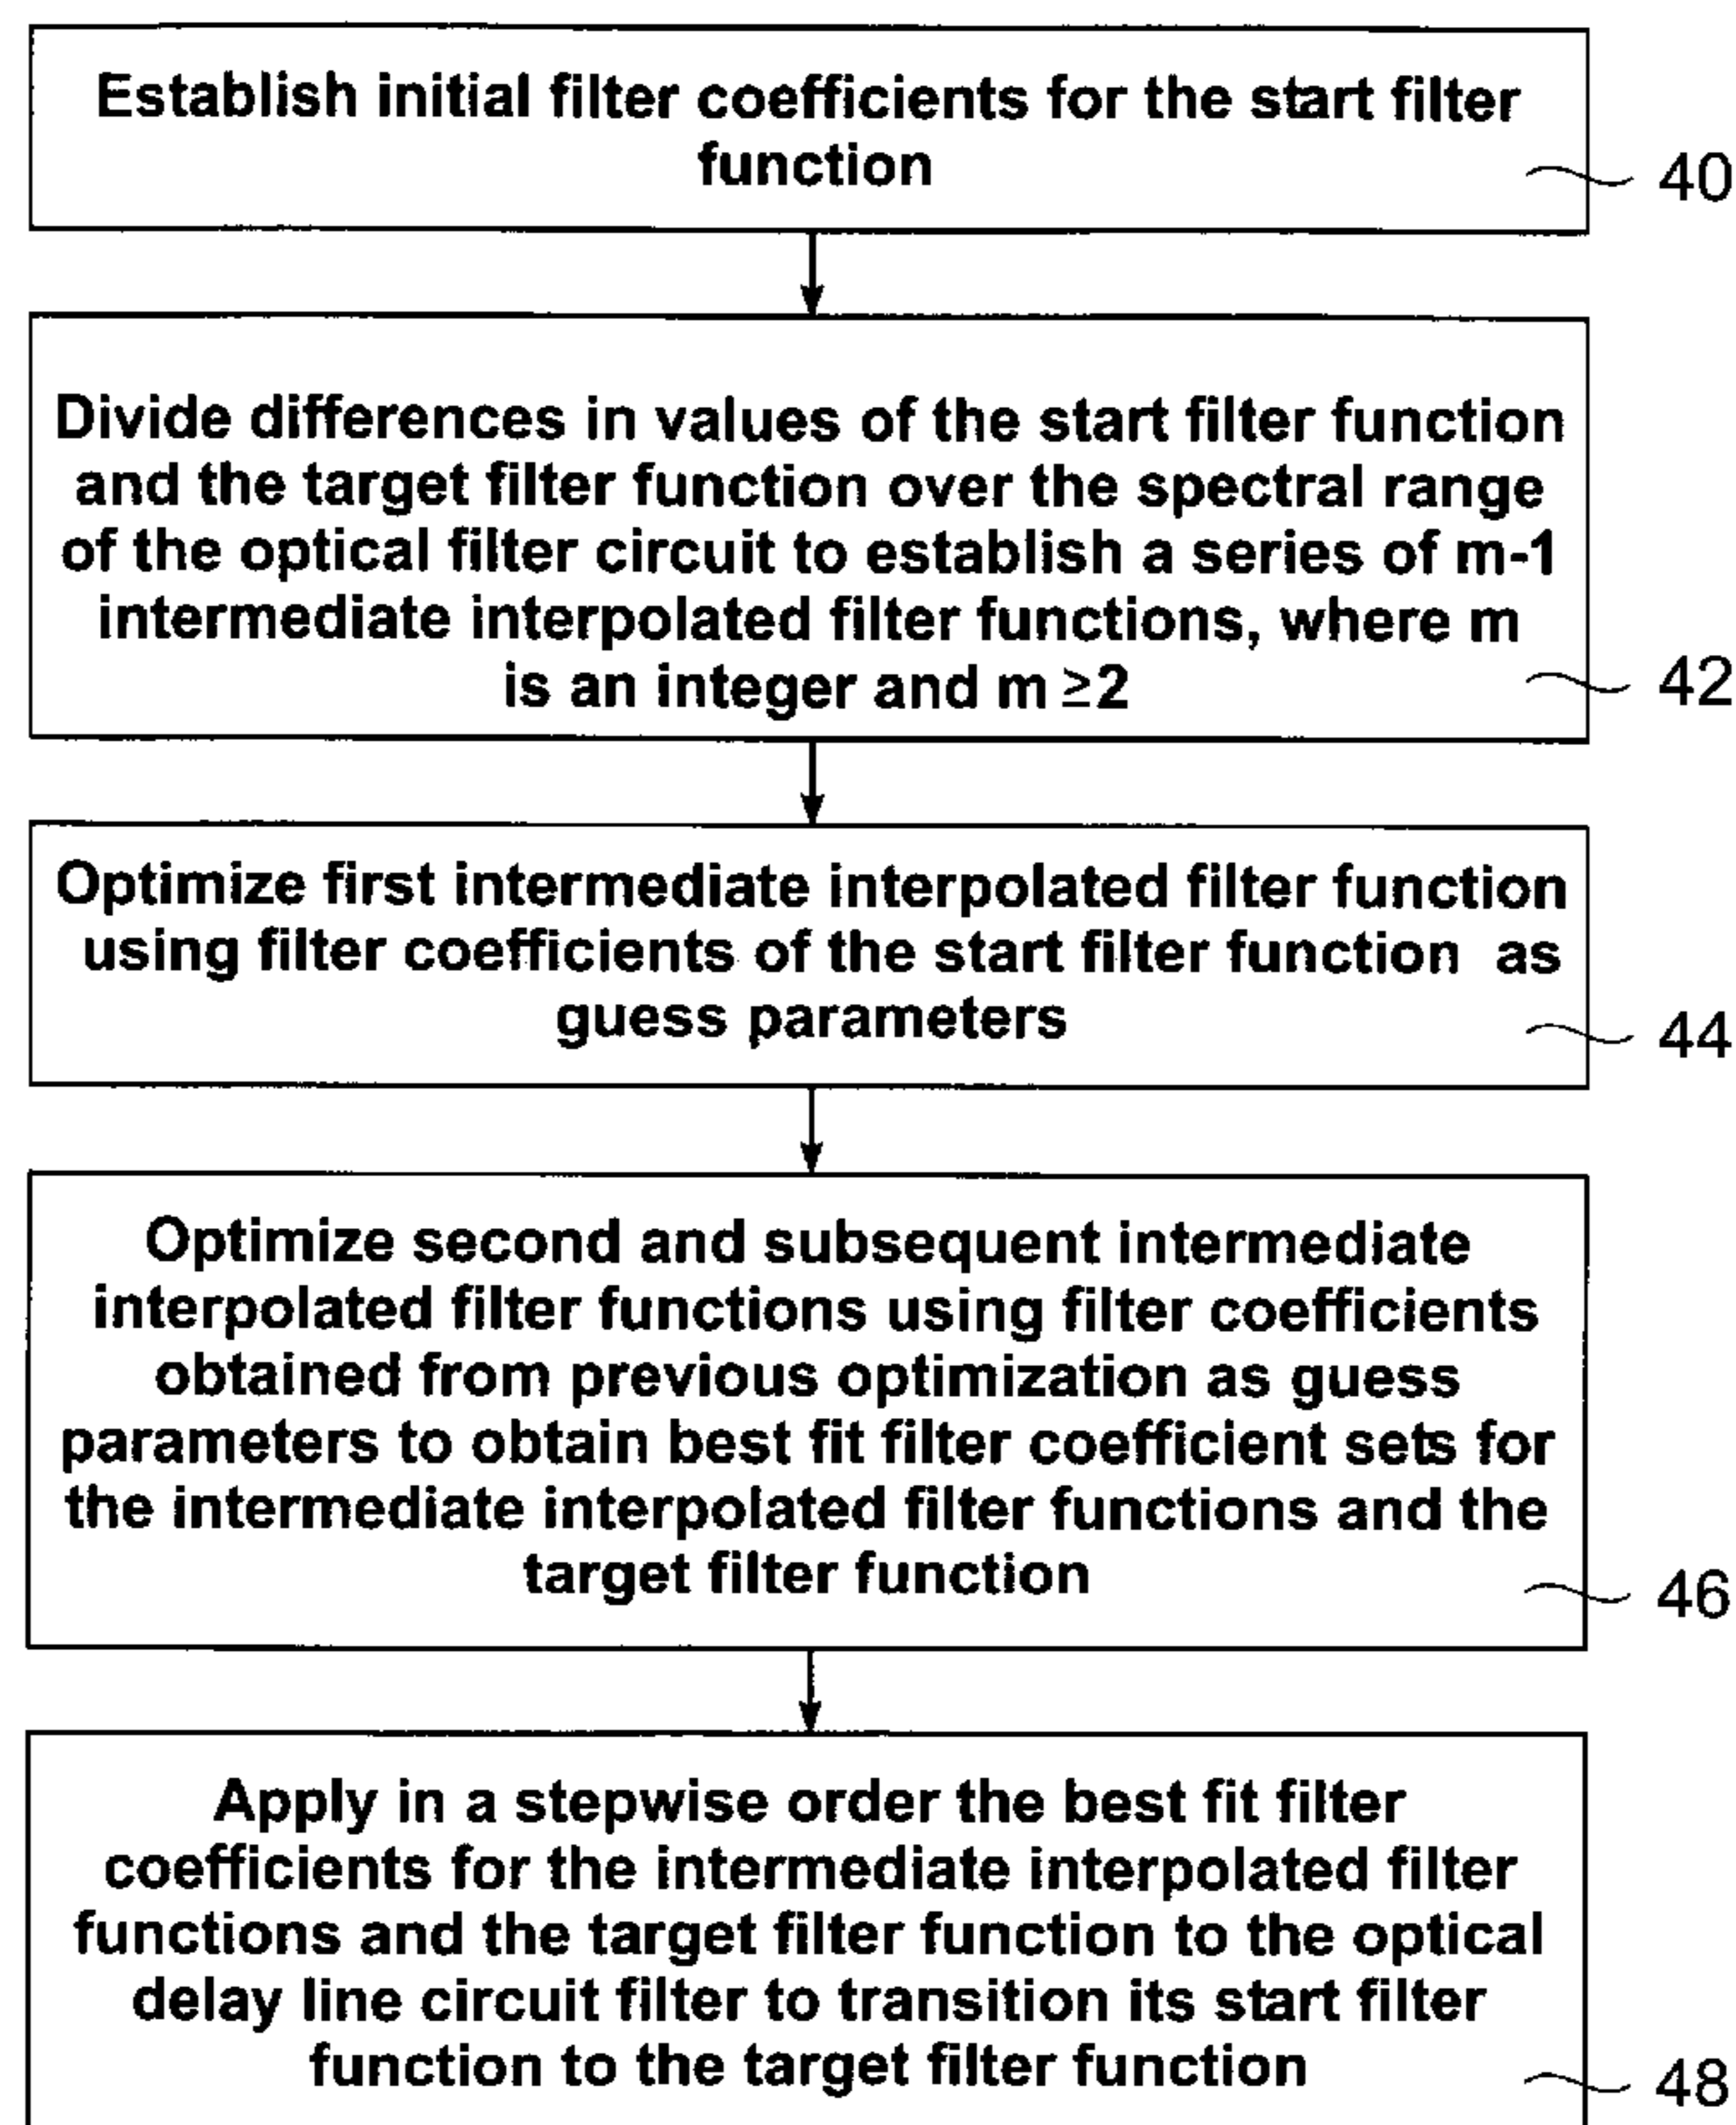 Establish initial filter coefficients for the start filter
function
40
Divide differences in values of the start filter function
and the target filter function over the spectral range
of the optical filter circuit to establish a series of m-1
intermediate interpolated filter functions, where m
is an integer and m ≥2
42
Optimize first intermediate interpolated filter function
using filter coefficients of the start filter function as
guess parameters
44
Optimize second and subsequent intermediate
interpolated filter functions using filter coefficients
obtained from previous optimization as guess
parameters to obtain best fit filter coefficient sets for
the intermediate interpolated filter functions and the
target filter function
46
Apply in a stepwise order the best fit filter
coefficients for the intermediate interpolated filter
functions and the target filter function to the optical
delay line circuit filter to transition its start filter
function to the target filter function
48